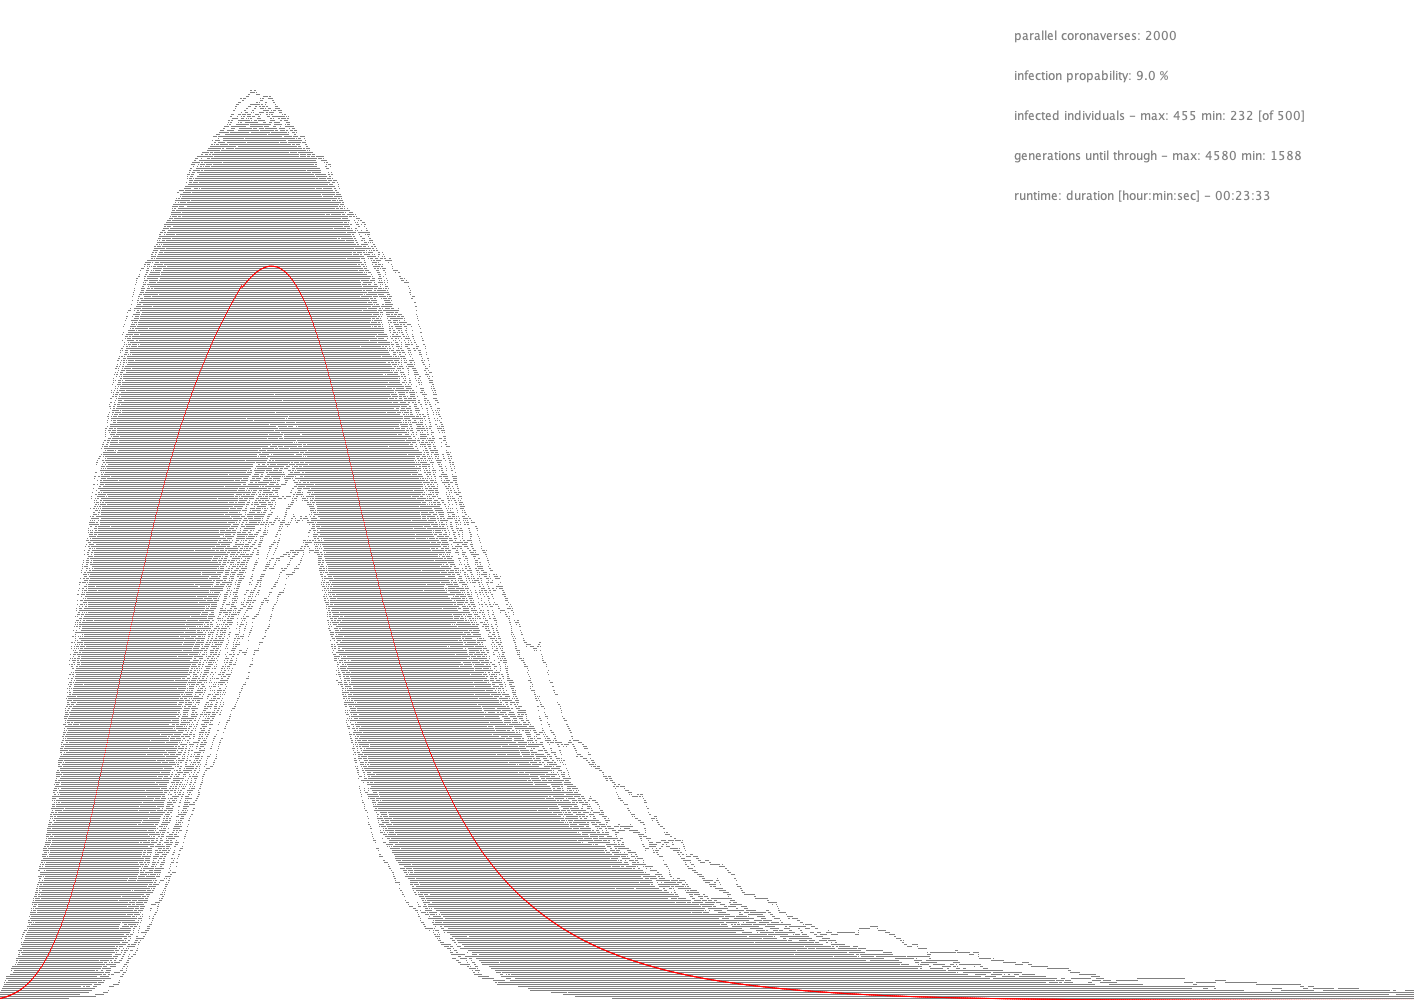 parallel coronaverses: 2000
infection propability: 9.0 %
infected individuals – max: 455 min: 232 [of 500]
generations until through – max: 4580 min: 1588
runtime: duration [hour:min:sec] – 00:23:33